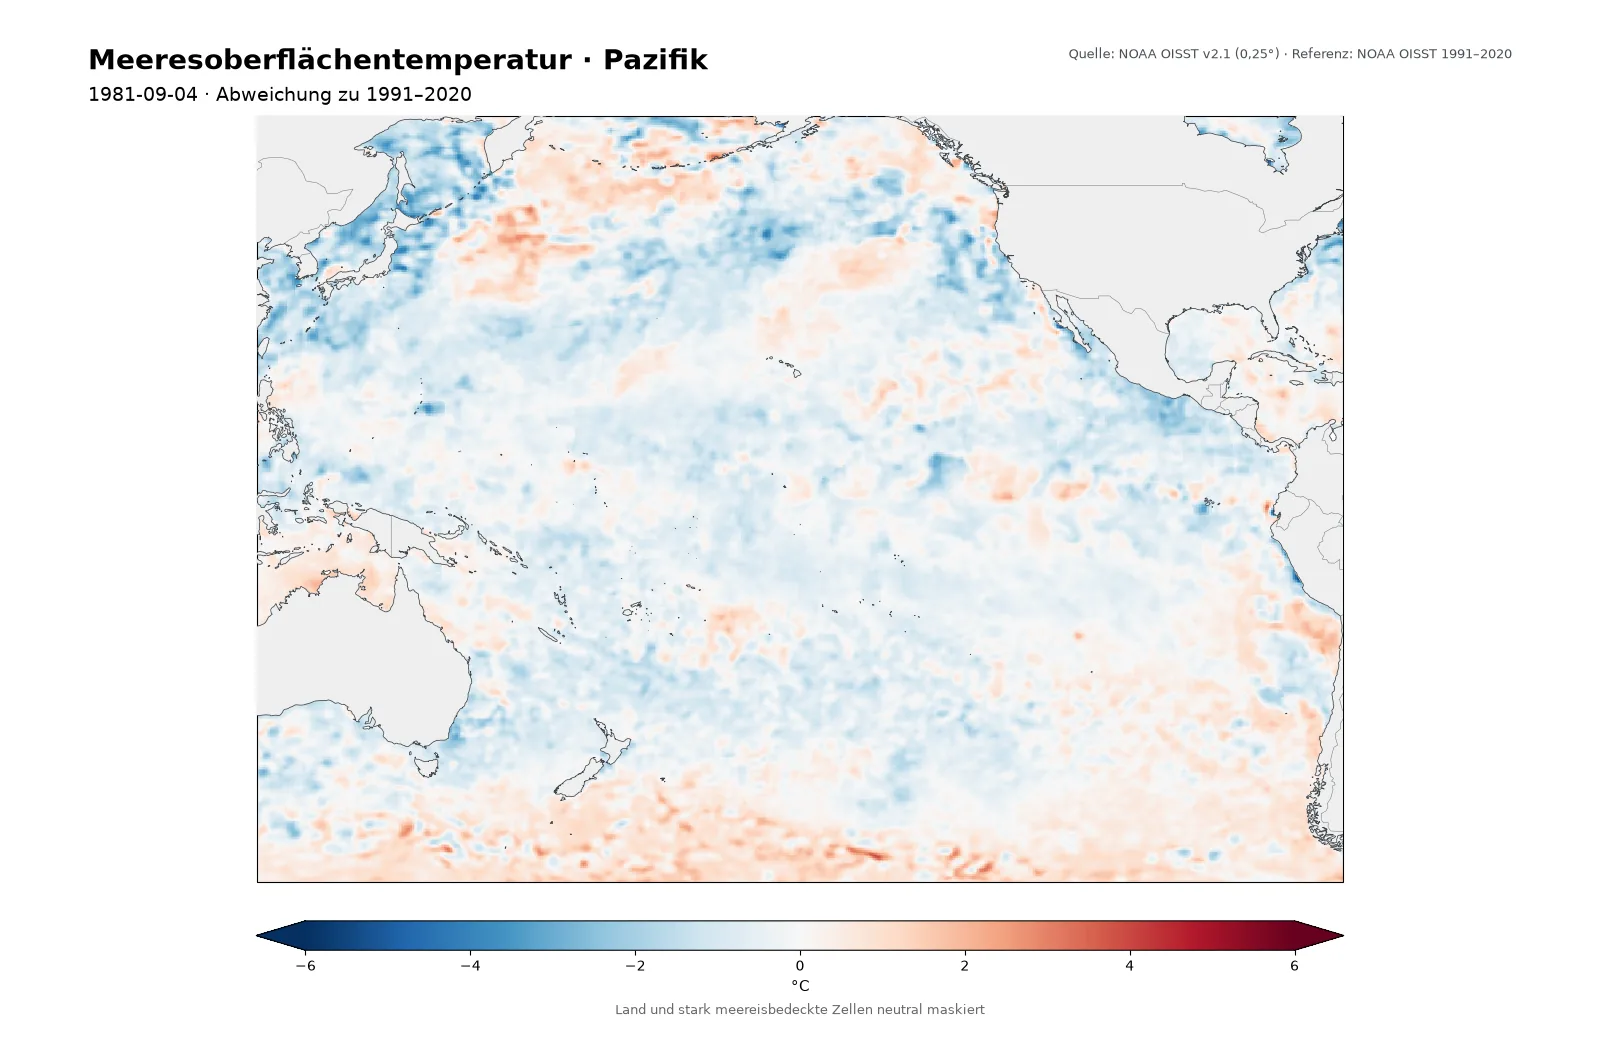 Meeresoberflächentemperatur · Pazifik
Quelle: NOAA OISST v2.1 (0,25°) · Referenz: NOAA OISST 1991–2020
1981-09-04 · Abweichung zu 1991–2020
−6 −4 −2 0 2 4 6
°C
Land und stark meereisbedeckte Zellen neutral maskiert